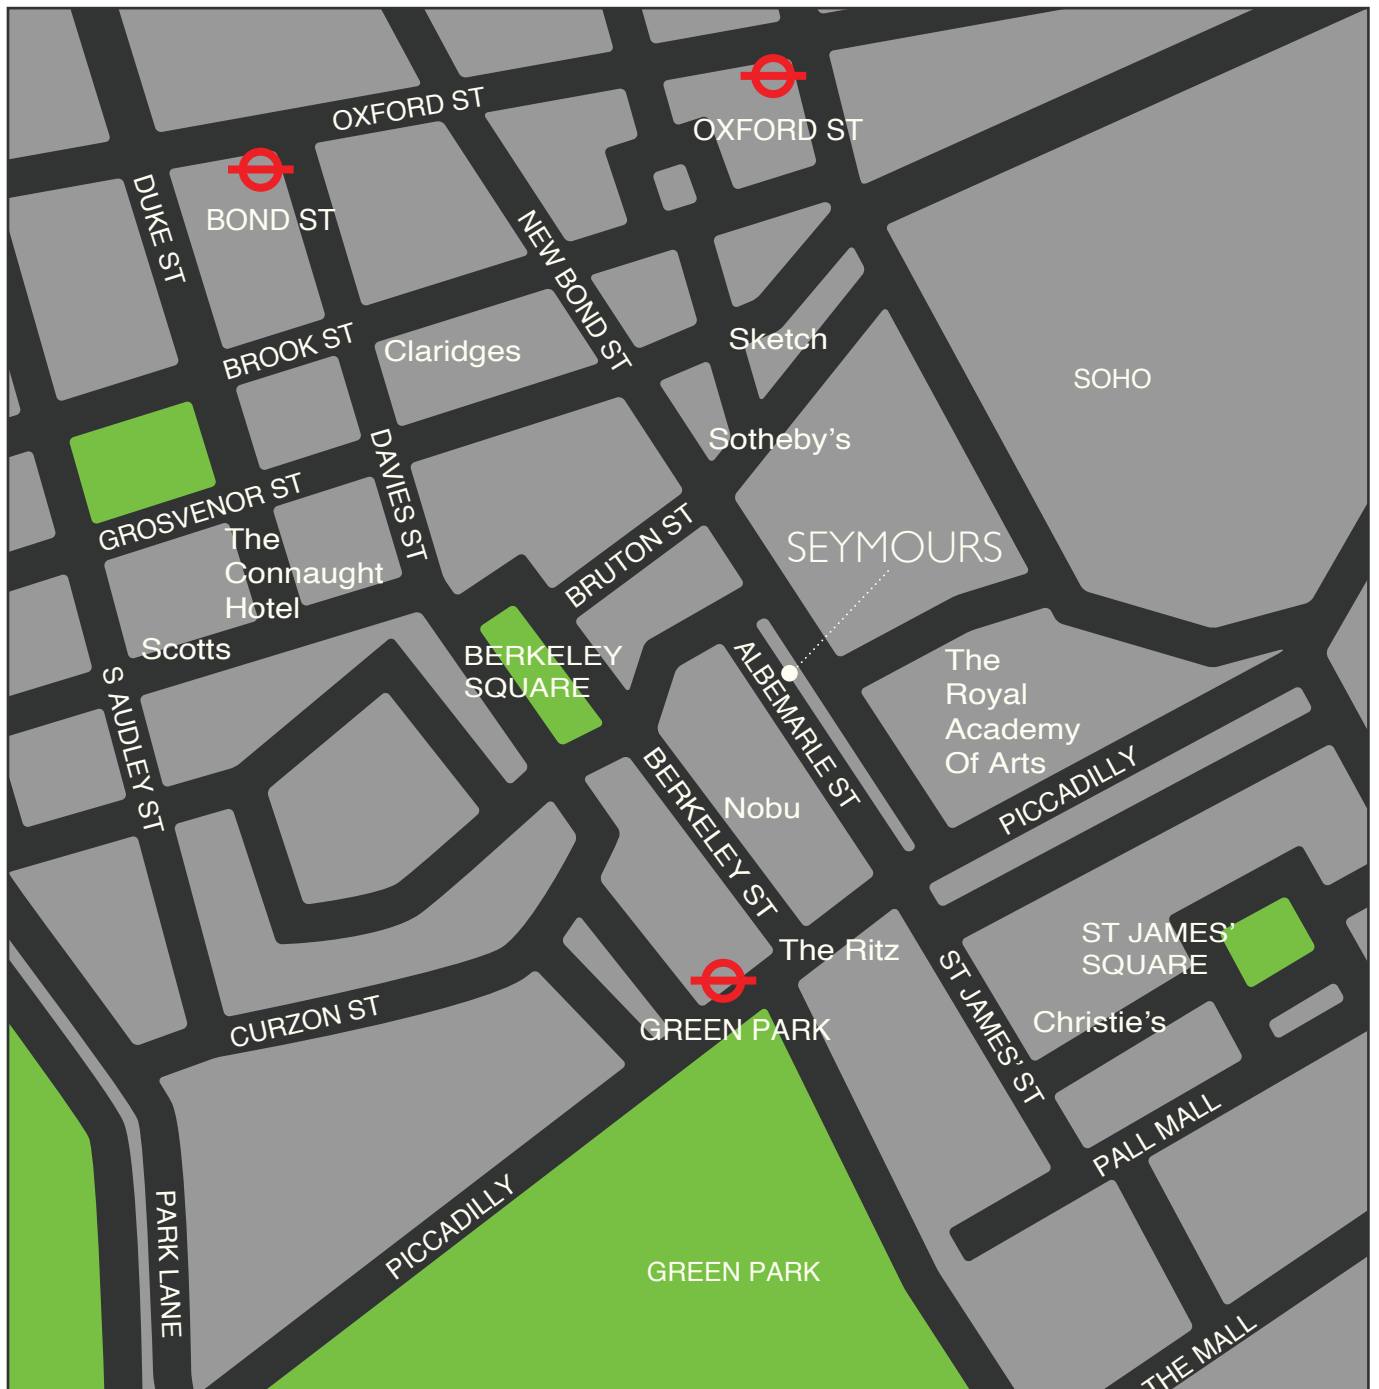 OXFORD ST
OXFORD ST
BOND ST
DUKE ST
NEW BOND ST
BROOK ST
Claridges
Sketch
SOHO
Sotheby's
DAVIES ST
GROSVENOR ST
The
Connaught
Hotel
BRUTON ST
SEYMOURS
Scotts
BERKELEY
SQUARE
ALBEMARLE ST
The
Royal
Academy
Of Arts
S AUDLEY ST
PICCADILLY
BERKELEY ST
Nobu
The Ritz
ST JAMES'
SQUARE
ST JAMES' ST
CURZON ST
GREEN PARK
Christie's
PALL MALL
PARK LANE
PICCADILLY
GREEN PARK
THE MALL